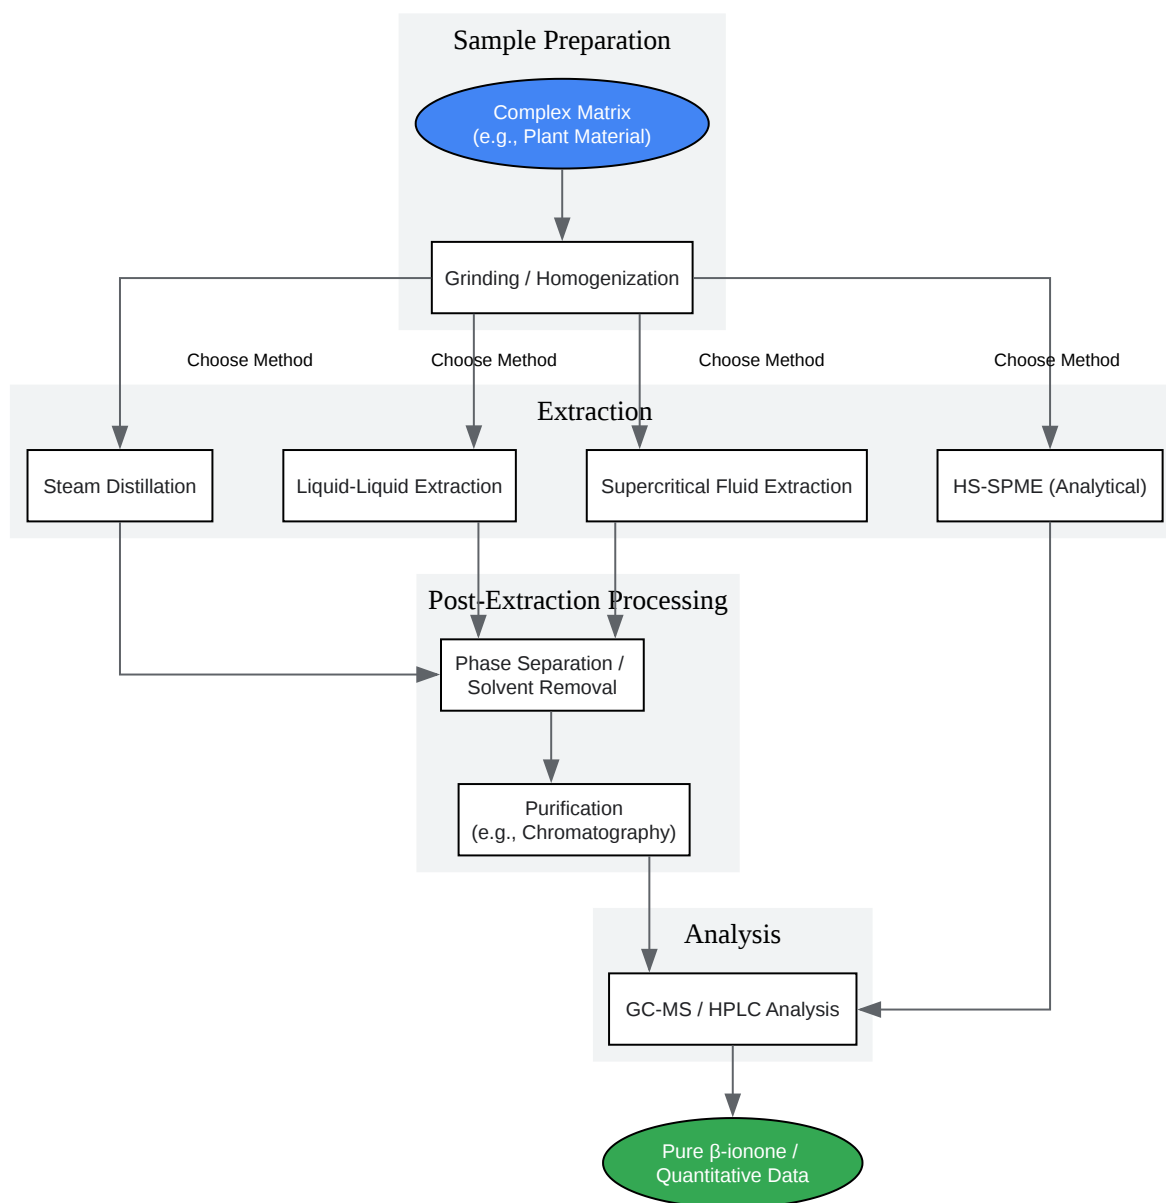 Sample Preparation
Complex Matrix
(e.g., Plant Material)
Grinding / Homogenization
Choose Method
Choose Method
Choose Method
Choose Method
Extraction
Steam Distillation
Liquid-Liquid Extraction
Supercritical Fluid Extraction
HS-SPME (Analytical)
Post-Extraction Processing
Phase Separation /
Solvent Removal
Purification
(e.g., Chromatography)
Analysis
GC-MS / HPLC Analysis
Pure β-ionone /
Quantitative Data